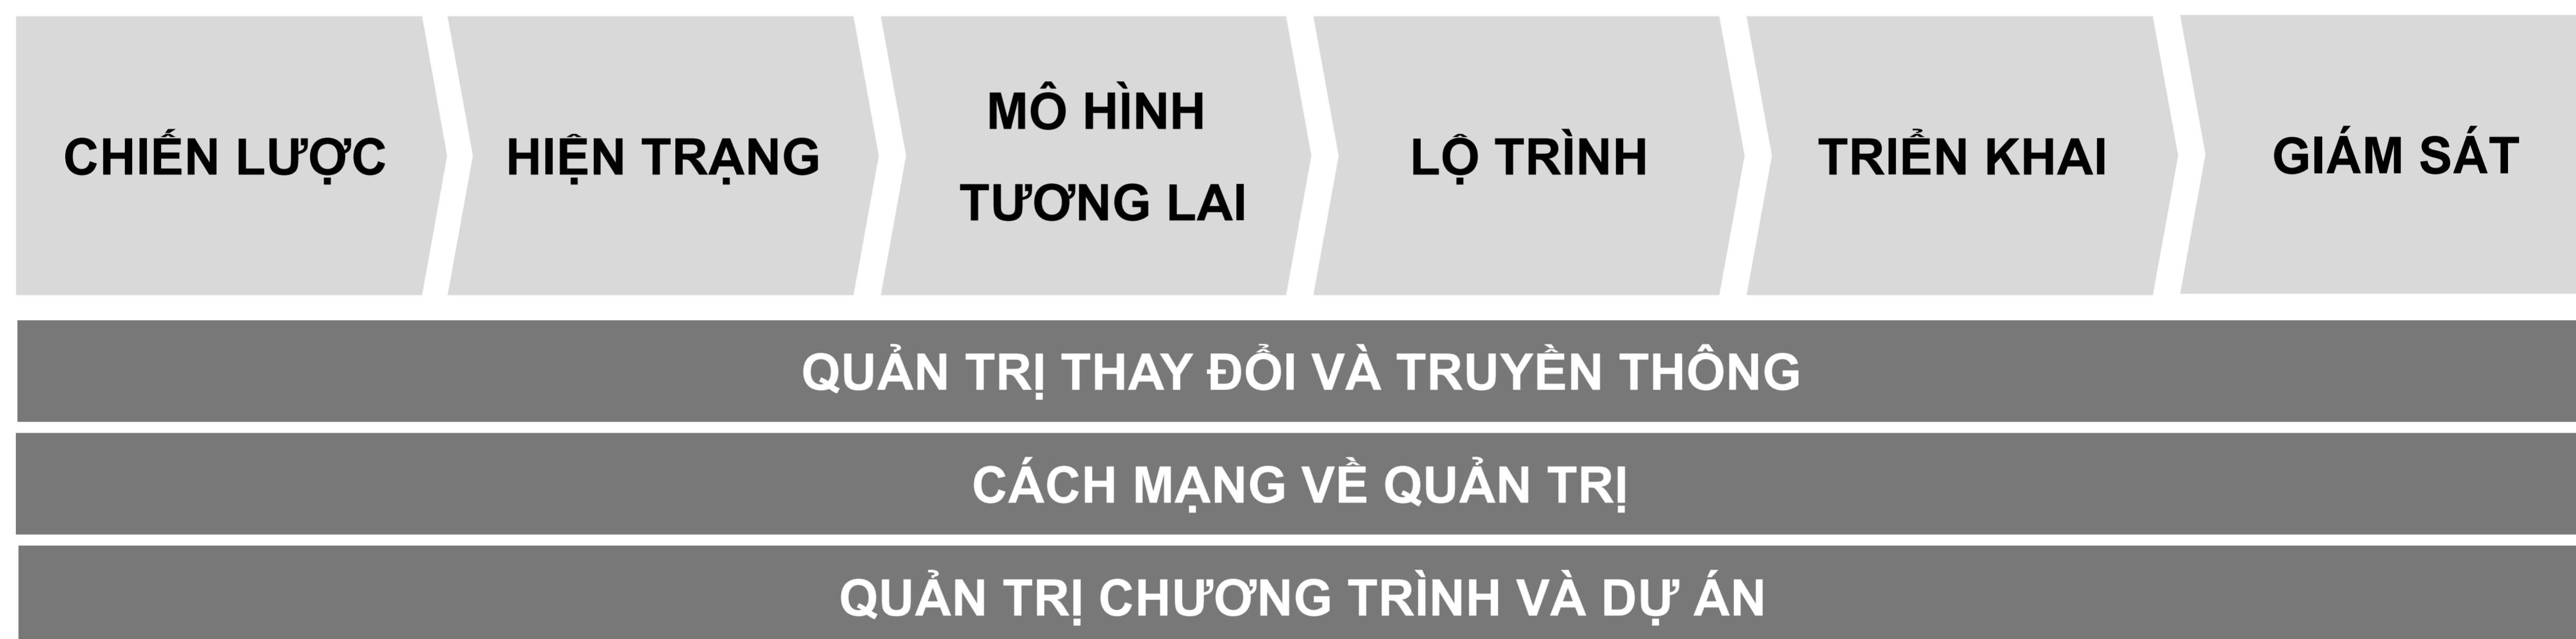 CHIẾN LƯỢC
HIỆN TRẠNG
MÔ HÌNH
TƯƠNG LAI
LỘ TRÌNH
TRIỂN KHAI
GIÁM SÁT
QUẢN TRỊ THAY ĐỔI VÀ TRUYỀN THÔNG
CÁCH MẠNG VỀ QUẢN TRỊ
QUẢN TRỊ CHƯƠNG TRÌNH VÀ DỰ ÁN